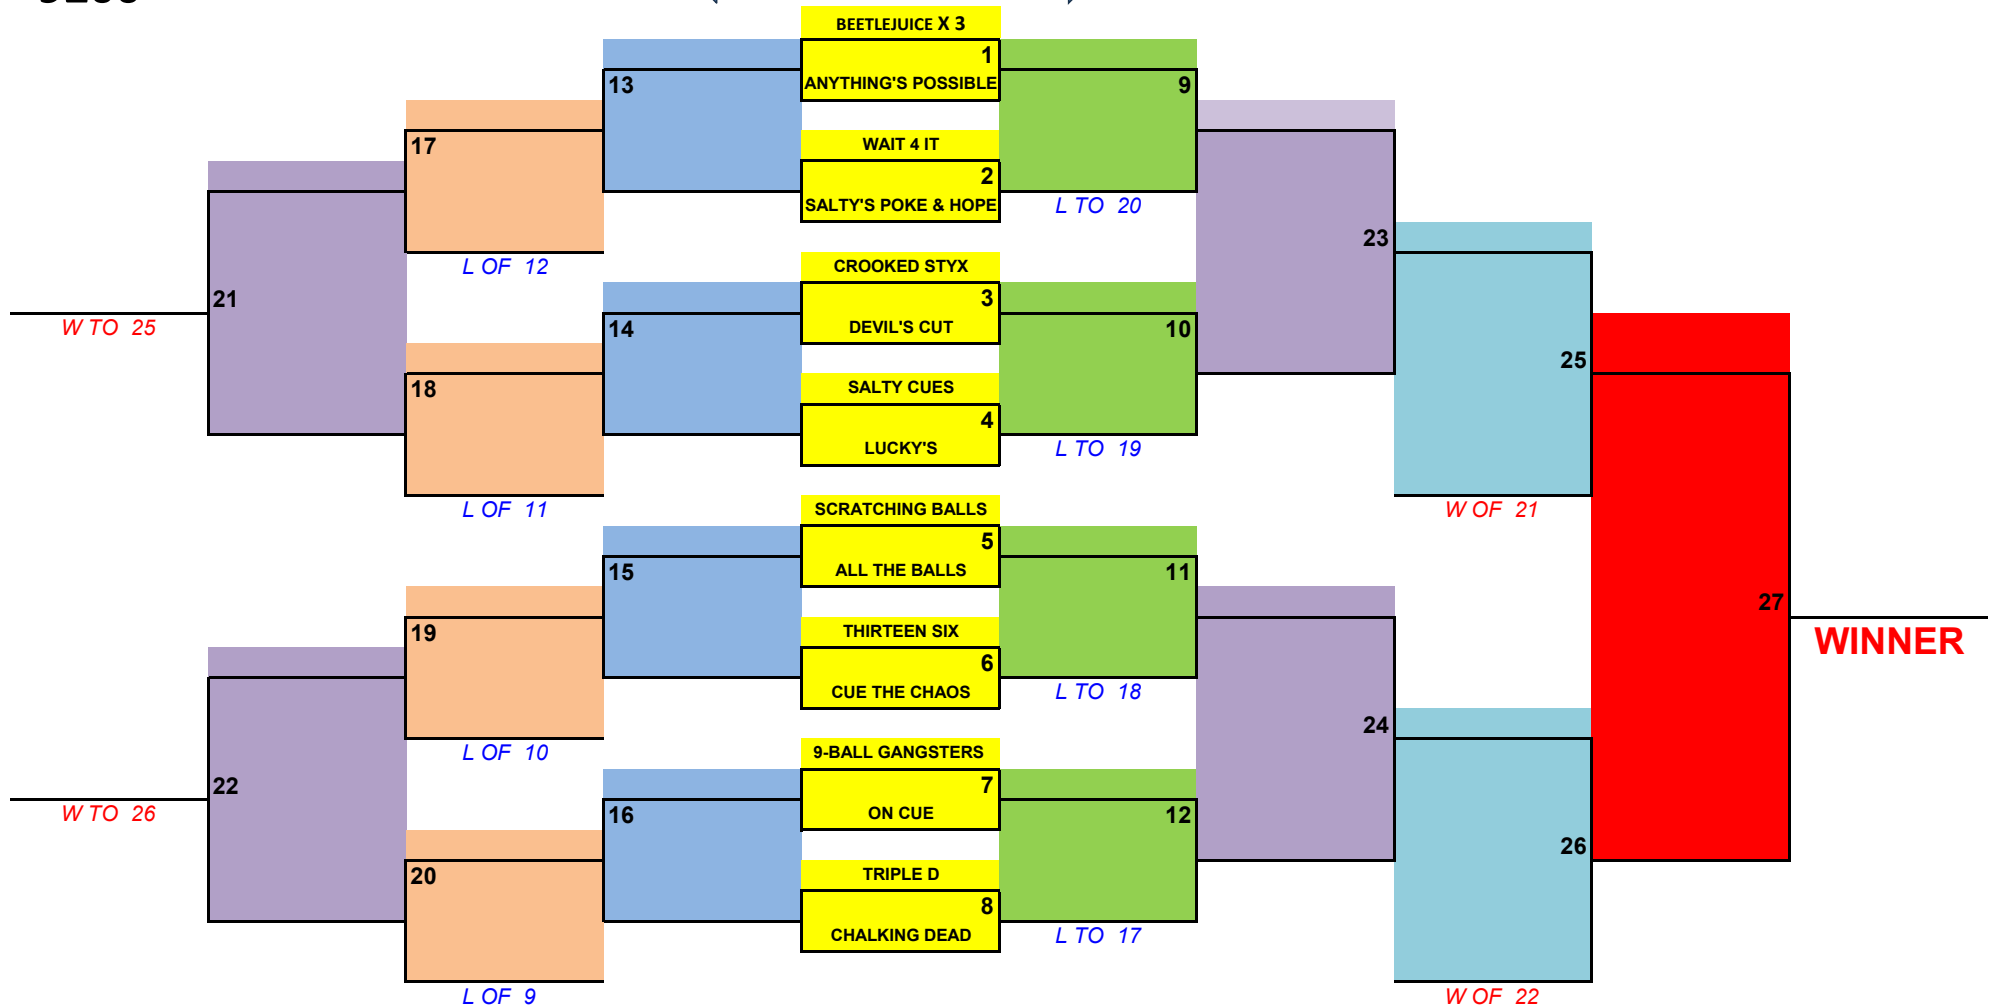 BEETLEJUICE X 3
1
ANYTHING'S POSSIBLE
13
9
WAIT 4 IT
17
2
SALTY'S POKE & HOPE
L TO 20
23
L OF 12
CROOKED STYX
21
3
W TO 25
14
DEVIL'S CUT
10
25
18
SALTY CUES
4
LUCKY'S
L TO 19
L OF 11
SCRATCHING BALLS
W OF 21
5
15
ALL THE BALLS
11
27
19
THIRTEEN SIX
WINNER
6
CUE THE CHAOS
L TO 18
24
L OF 10
9-BALL GANGSTERS
22
7
W TO 26
16
ON CUE
12
26
20
TRIPLE D
8
CHALKING DEAD
L TO 17
L OF 9
W OF 22